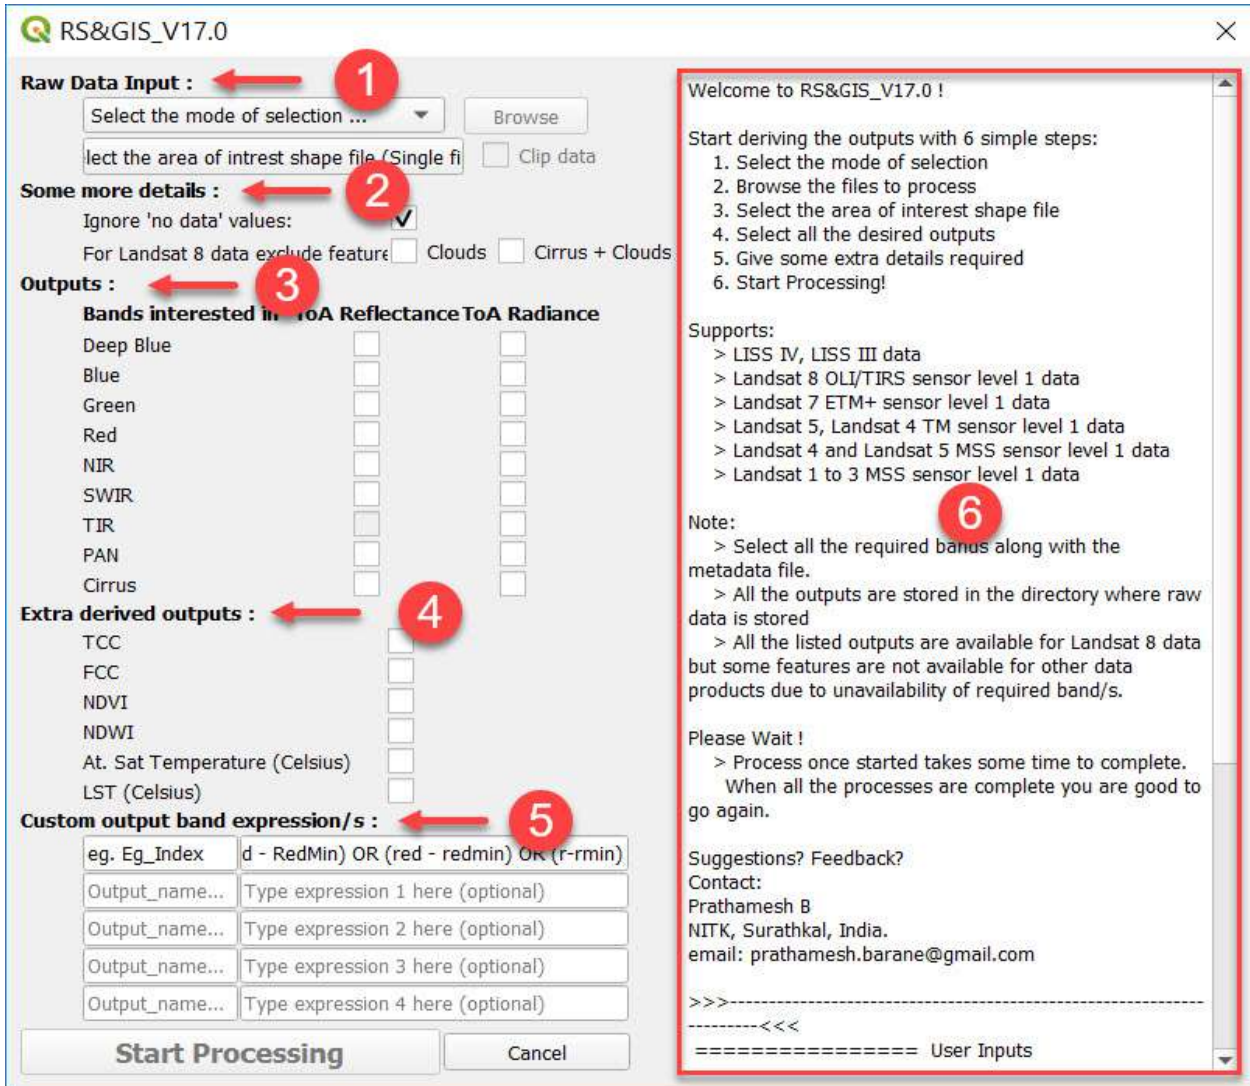 RS&GIS_V17.0
Raw Data Input :
1
Select the mode of selection ...
Browse
lect the area of intrest shape file (Single fi
Clip data
Some more details :
2
Ignore 'no data' values:
For Landsat 8 data exclude feature
Clouds
Cirrus + Clouds
Outputs :
3
Bands interested in ToA Reflectance ToA Radiance
Deep Blue
Blue
Green
Red
NIR
SWIR
TIR
PAN
Cirrus
Extra derived outputs :
4
TCC
FCC
NDVI
NDWI
At. Sat Temperature (Celsius)
LST (Celsius)
Custom output band expression/s :
5
eg. Eg_Index
d - RedMin) OR (red - redmin) OR (r-rmin)
Output_name...
Type expression 1 here (optional)
Output_name...
Type expression 2 here (optional)
Output_name...
Type expression 3 here (optional)
Output_name...
Type expression 4 here (optional)
Start Processing
Cancel
Welcome to RS&GIS_V17.0 !
Start deriving the outputs with 6 simple steps:
1. Select the mode of selection
2. Browse the files to process
3. Select the area of interest shape file
4. Select all the desired outputs
5. Give some extra details required
6. Start Processing!
Supports:
> LISS IV, LISS III data
> Landsat 8 OLI/TIRS sensor level 1 data
> Landsat 7 ETM+ sensor level 1 data
> Landsat 5, Landsat 4 TM sensor level 1 data
> Landsat 4 and Landsat 5 MSS sensor level 1 data
> Landsat 1 to 3 MSS sensor level 1 data
6
Note:
> Select all the required bands along with the
metadata file.
> All the outputs are stored in the directory where raw
data is stored
> All the listed outputs are available for Landsat 8 data
but some features are not available for other data
products due to unavailability of required band/s.
Please Wait !
> Process once started takes some time to complete.
When all the processes are complete you are good to
go again.
Suggestions? Feedback?
Contact:
Prathamesh B
NITK, Surathkal, India.
email: prathamesh.barane@gmail.com
>>>--------------------------------------------------------------
---------<<<
================= User Inputs